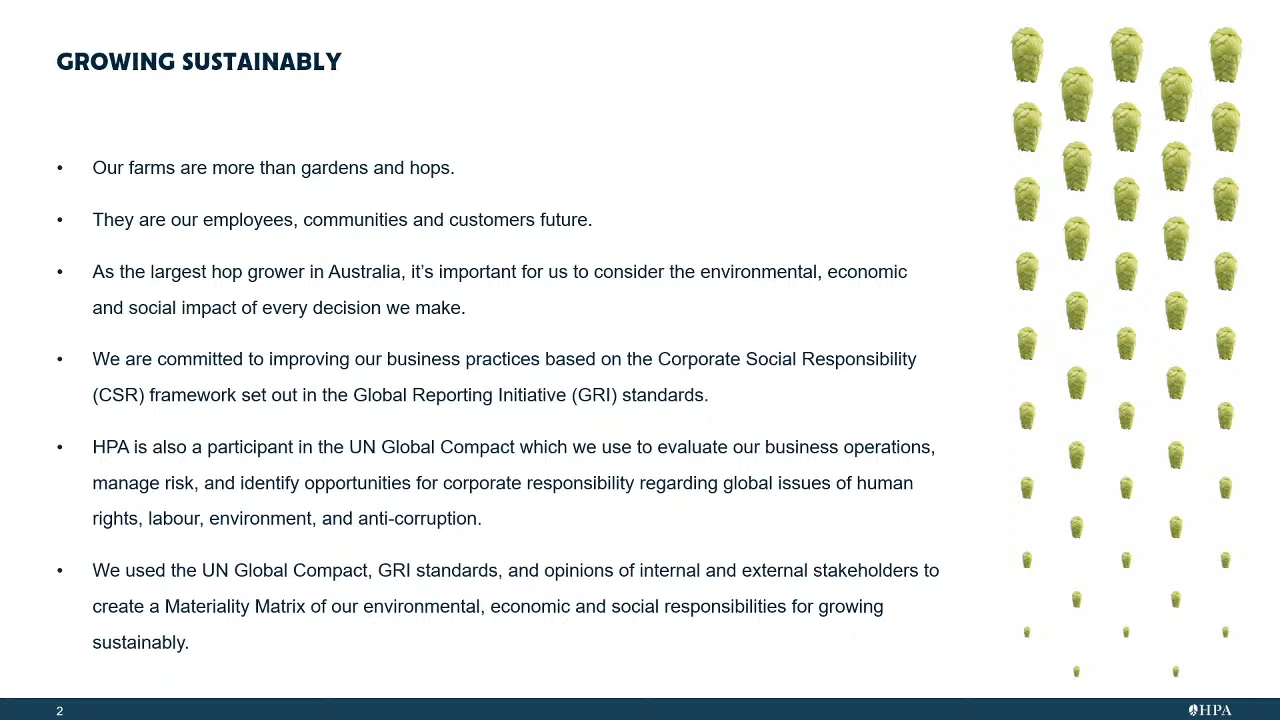 GROWING SUSTAINABLY
• Our farms are more than gardens and hops.
• They are our employees, communities and customers future.
• As the largest hop grower in Australia, it’s important for us to consider the environmental, economic
and social impact of every decision we make.
• We are committed to improving our business practices based on the Corporate Social Responsibility
(CSR) framework set out in the Global Reporting Initiative (GRI) standards.
• HPA is also a participant in the UN Global Compact which we use to evaluate our business operations,
manage risk, and identify opportunities for corporate responsibility regarding global issues of human
rights, labour, environment, and anti-corruption.
• We used the UN Global Compact, GRI standards, and opinions of internal and external stakeholders to
create a Materiality Matrix of our environmental, economic and social responsibilities for growing
sustainably.
2
HPA